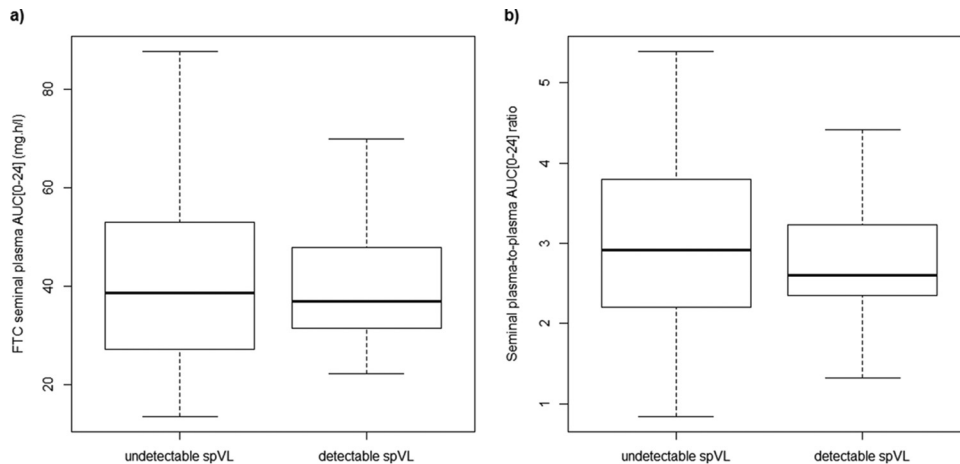 a)
FTC seminal plasma AUC[0-24] (mg.h/l)
80
60
40
20
undetectable spVL
detectable spVL
b)
Seminal plasma-to-plasma AUC[0-24] ratio
5
4
3
2
1
undetectable spVL
detectable spVL